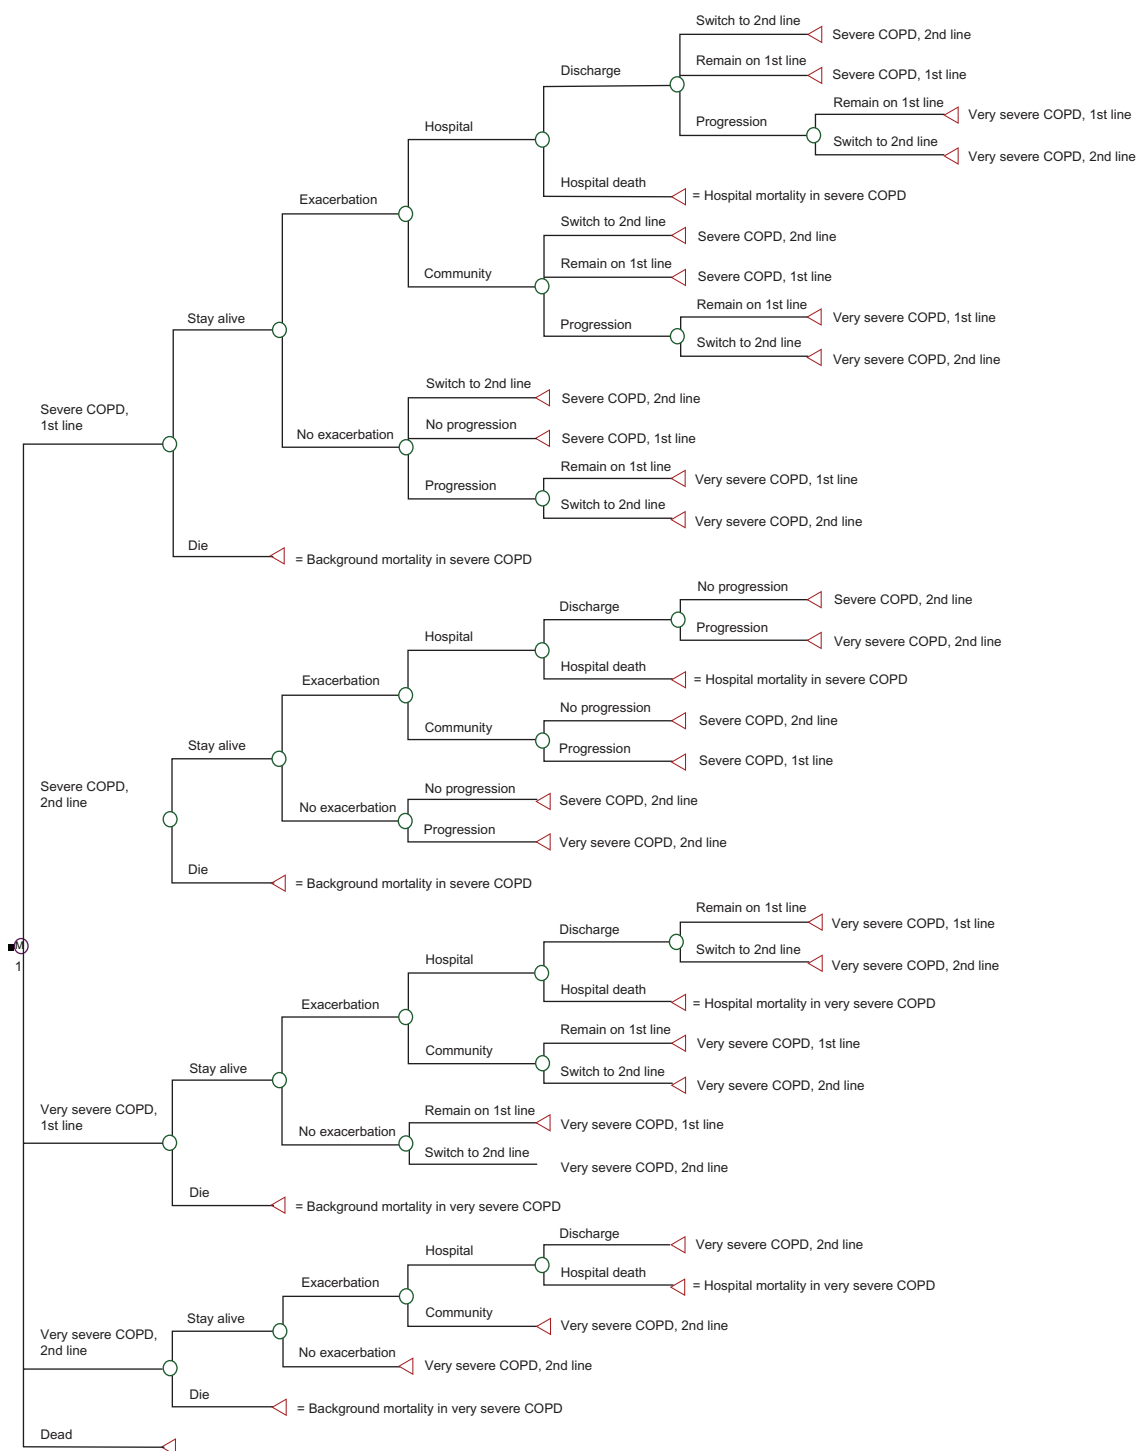 Switch to 2nd line
Severe COPD, 2nd line
Remain on 1st line
Severe COPD, 1st line
Discharge
Remain on 1st line
Very severe COPD, 1st line
Progression
Hospital
Switch to 2nd line
Very severe COPD, 2nd line
Hospital death
= Hospital mortality in severe COPD
Exacerbation
Switch to 2nd line
Severe COPD, 2nd line
Remain on 1st line
Severe COPD, 1st line
Community
Remain on 1st line
Very severe COPD, 1st line
Progression
Stay alive
Switch to 2nd line
Very severe COPD, 2nd line
Switch to 2nd line
Severe COPD, 2nd line
Severe COPD,
1st line
No progression
Severe COPD, 1st line
No exacerbation
Remain on 1st line
Very severe COPD, 1st line
Progression
Switch to 2nd line
Very severe COPD, 2nd line
Die
= Background mortality in severe COPD
No progression
Severe COPD, 2nd line
Discharge
Progression
Very severe COPD, 2nd line
Hospital
Hospital death
= Hospital mortality in severe COPD
Exacerbation
No progression
Severe COPD, 2nd line
Community
Progression
Severe COPD, 1st line
Stay alive
Severe COPD,
2nd line
No progression
Severe COPD, 2nd line
No exacerbation
Progression
Very severe COPD, 2nd line
Die
= Background mortality in severe COPD
Remain on 1st line
Very severe COPD, 1st line
Discharge
Switch to 2nd line
Very severe COPD, 2nd line
M
1
Hospital
Hospital death
= Hospital mortality in very severe COPD
Exacerbation
Remain on 1st line
Very severe COPD, 1st line
Community
Switch to 2nd line
Very severe COPD, 2nd line
Stay alive
Very severe COPD,
1st line
Remain on 1st line
Very severe COPD, 1st line
No exacerbation
Switch to 2nd line
Very severe COPD, 2nd line
Die
= Background mortality in very severe COPD
Discharge
Very severe COPD, 2nd line
Hospital
Hospital death
= Hospital mortality in very severe COPD
Exacerbation
Community
Very severe COPD, 2nd line
Stay alive
Very severe COPD,
2nd line
No exacerbation
Very severe COPD, 2nd line
Die
= Background mortality in very severe COPD
Dead